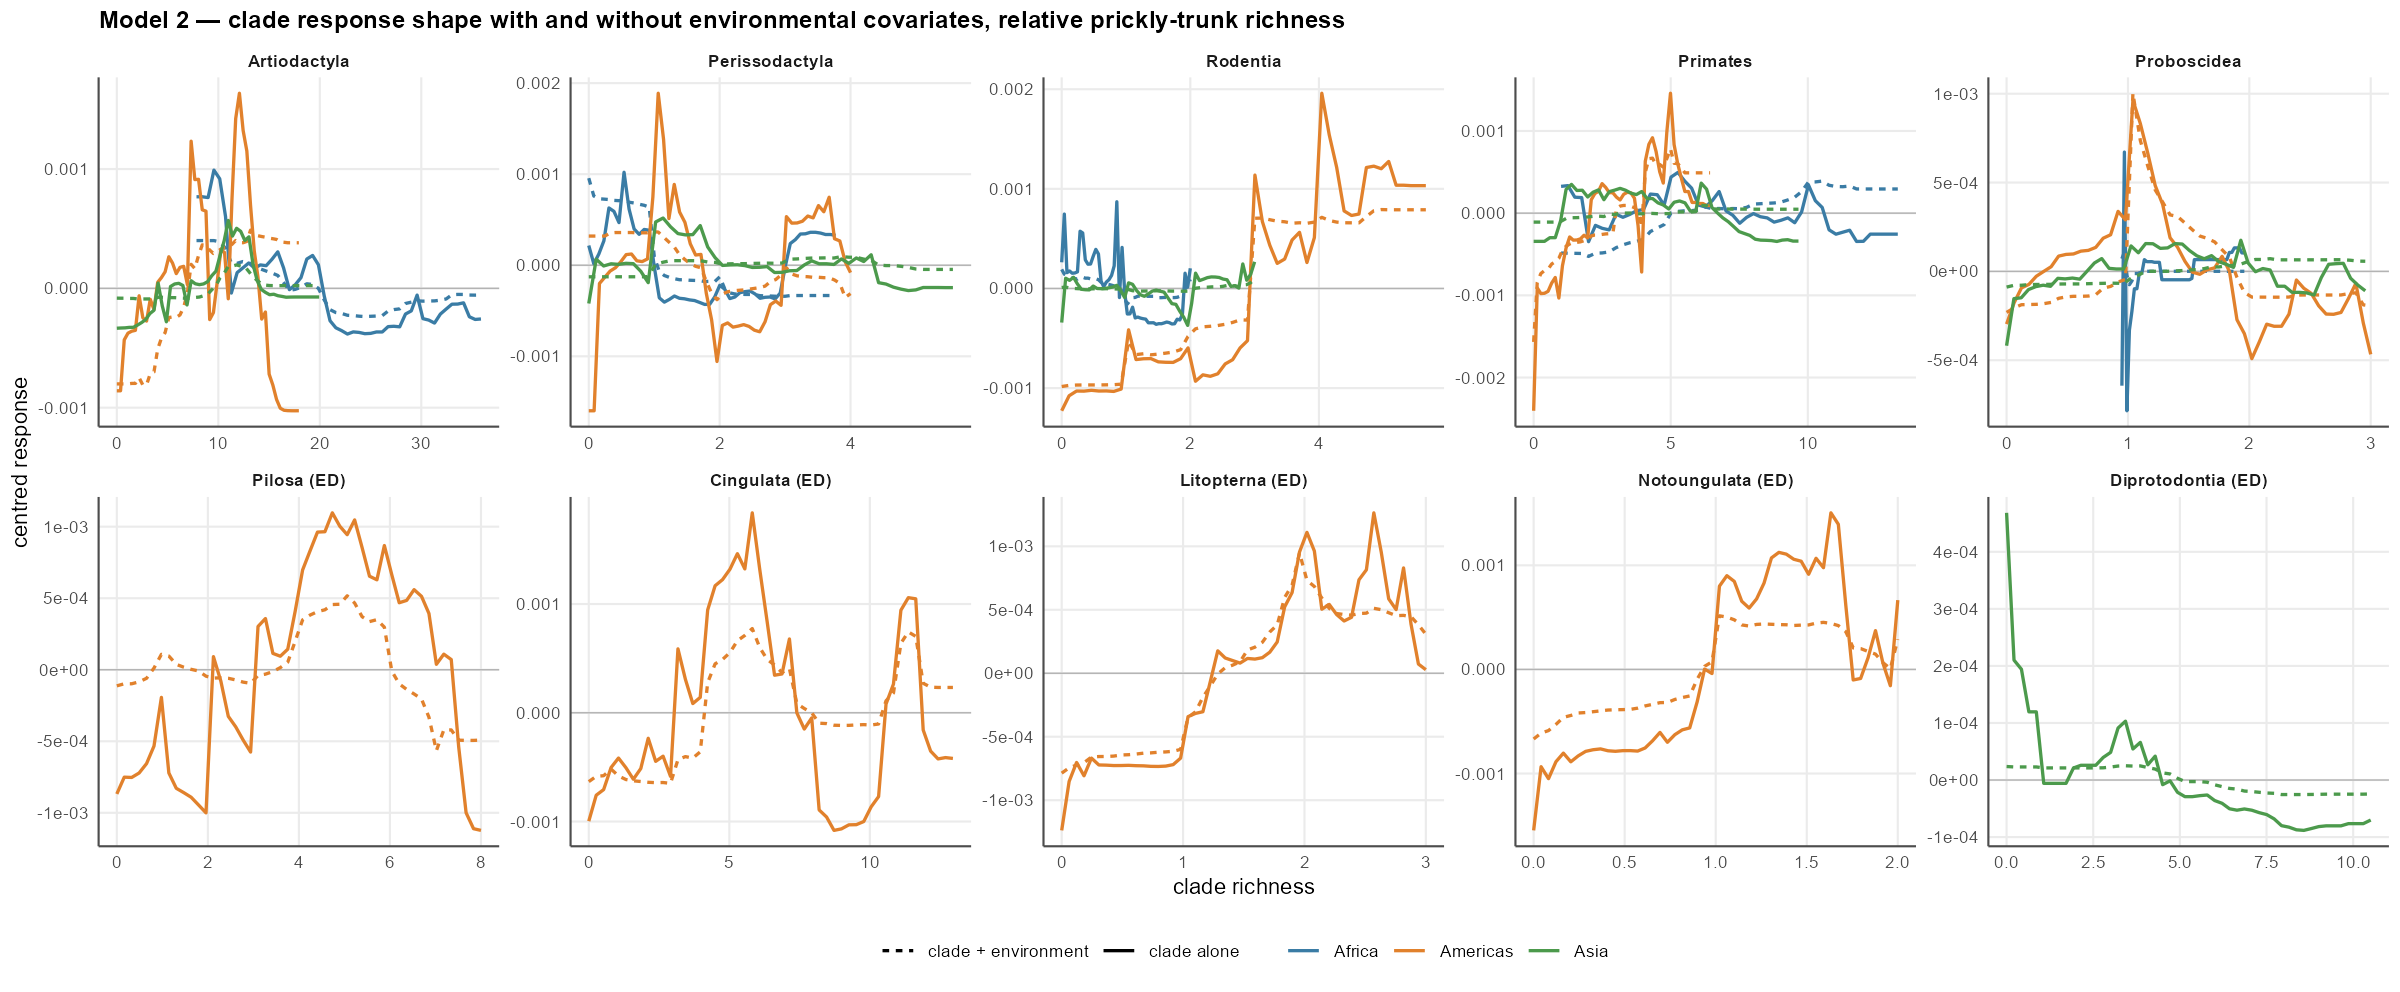 Model 2 — clade response shape with and without environmental covariates, relative prickly-trunk richness
Artiodactyla
Perissodactyla
Rodentia
Primates
Proboscidea
0.001
0.000
-0.001
0
10
20
30
0.002
0.001
0.000
-0.001
0
2
4
0.002
0.001
0.000
-0.001
0
2
4
0.001
0.000
-0.001
-0.002
0
5
10
1e-03
5e-04
0e+00
-5e-04
0
1
2
3
centred response
Pilosa (ED)
Cingulata (ED)
Litopterna (ED)
Notoungulata (ED)
Diprotodontia (ED)
1e-03
5e-04
0e+00
-5e-04
-1e-03
0
2
4
6
8
0.001
0.000
-0.001
0
5
10
1e-03
5e-04
0e+00
-5e-04
-1e-03
0
1
2
3
0.001
0.000
-0.001
0.0
0.5
1.0
1.5
2.0
4e-04
3e-04
2e-04
1e-04
0e+00
-1e-04
0.0
2.5
5.0
7.5
10.0
clade richness
clade + environment
clade alone
Africa
Americas
Asia